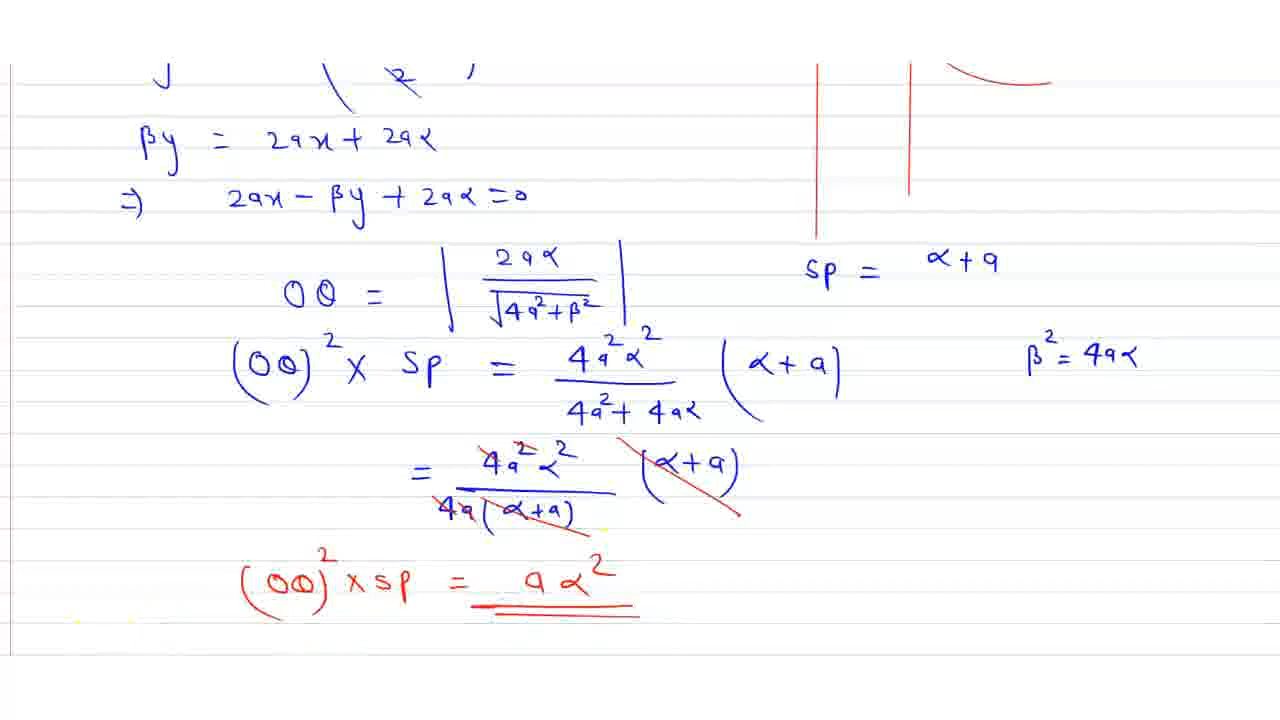 βy = 2ax + 2aα
⇒ 2ax − βy + 2aα = 0
OQ = | 2aα / √(4a² + β²) |
SP = α + a
(OQ)² × SP = 4a²α² / (4a² + 4aα) (α + a)
β² = 4aα
= 4a²α² / 4a(α + a) (α + a)
(OQ)² × SP = aα²